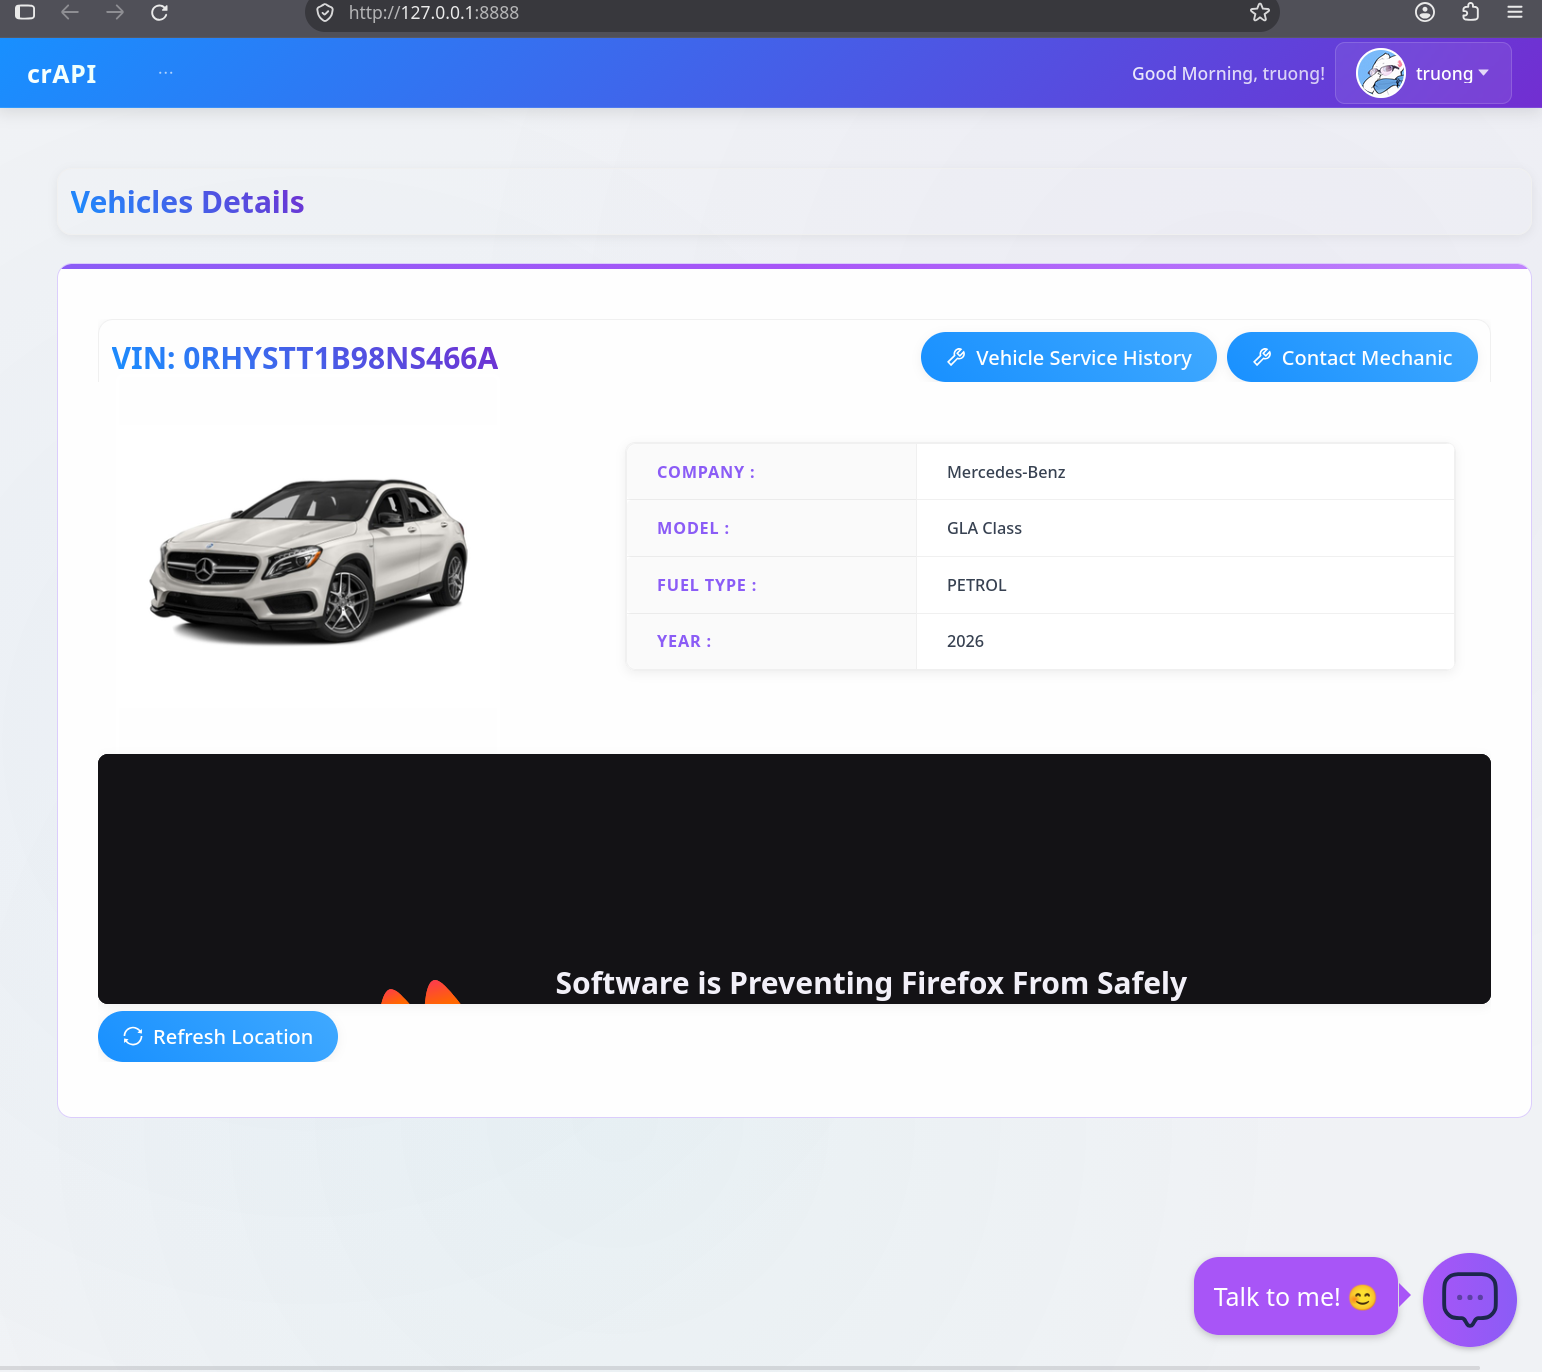 http://127.0.0.1:8888
crAPI
...
Good Morning, truong!
truong
Vehicles Details
VIN: 0RHYSTT1B98NS466A
Vehicle Service History
Contact Mechanic
COMPANY :
Mercedes-Benz
MODEL :
GLA Class
FUEL TYPE :
PETROL
YEAR :
2026
Software is Preventing Firefox From Safely
Refresh Location
Talk to me! 😊